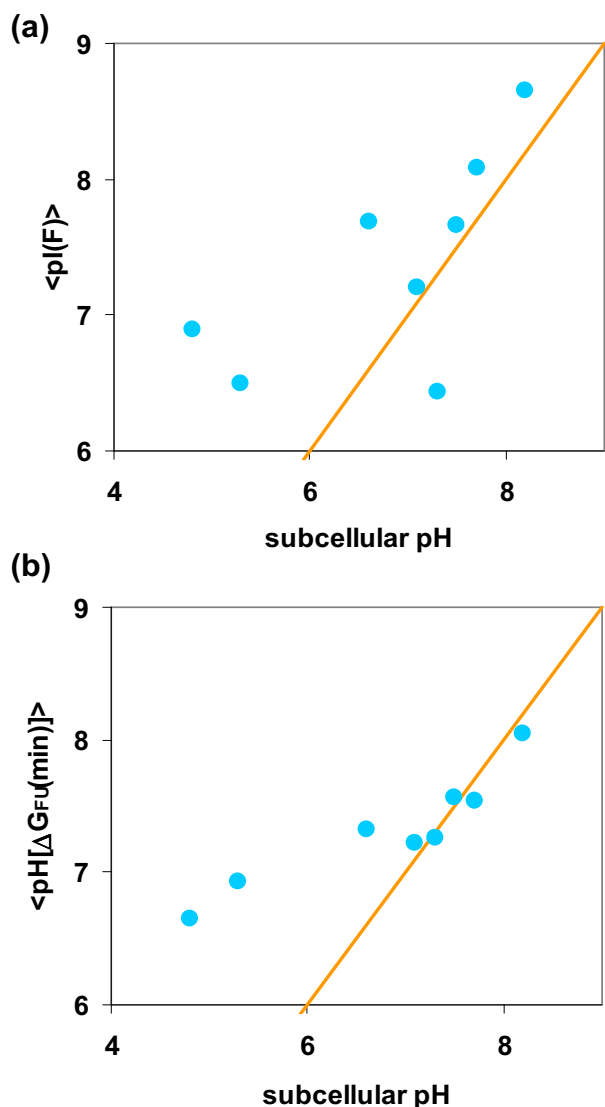 (a)
9
8
7
6
<pI(F)>
4 6 8
subcellular pH
(b)
9
8
7
6
<pH[ΔGFU(min)]>
4 6 8
subcellular pH